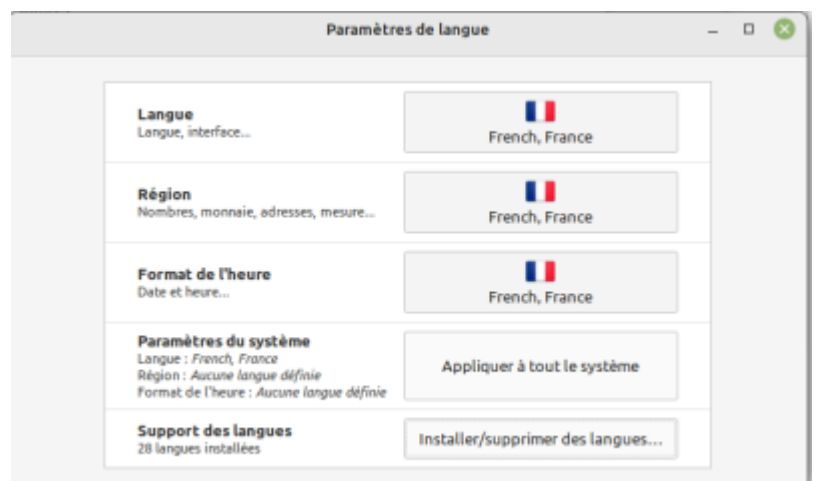 Paramètres de langue
Langue
Langue, interface...
French, France
Région
Nombres, monnaie, adresses, mesure...
French, France
Format de l'heure
Date et heure...
French, France
Paramètres du système
Langue : French, France
Région : Aucune langue définie
Format de l'heure : Aucune langue définie
Appliquer à tout le système
Support des langues
28 langues installées
Installer/supprimer des langues...